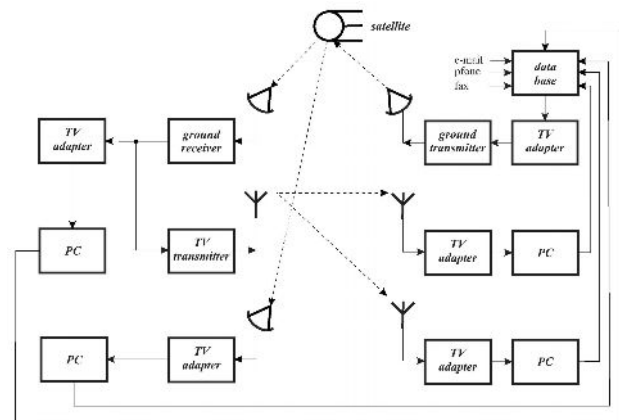 satellite
e-mail
pfone
fax
data
base
TV
adapter
ground
receiver
ground
transmitter
TV
adapter
PC
TV
transmitter
TV
adapter
PC
PC
TV
adapter
TV
adapter
PC